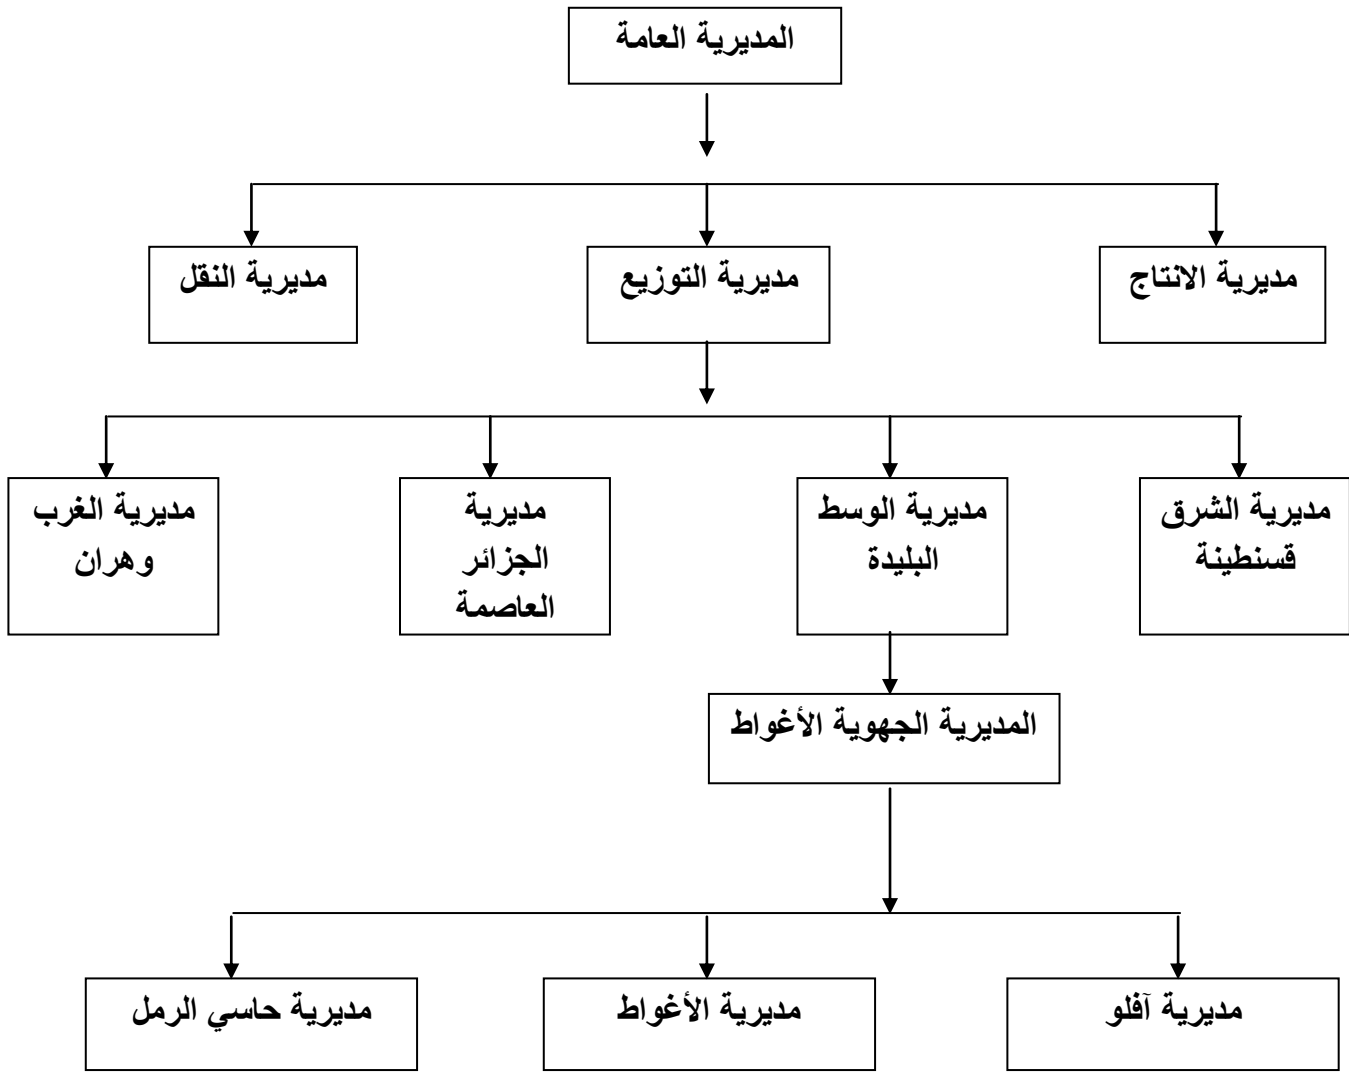 المديرية العامة
مديرية الانتاج
مديرية التوزيع
مديرية النقل
مديرية الشرق
قسنطينة
مديرية الوسط
البليدة
مديرية
الجزائر
العاصمة
مديرية الغرب
وهران
المديرية الجهوية الأغواط
مديرية آفلو
مديرية الأغواط
مديرية حاسي الرمل